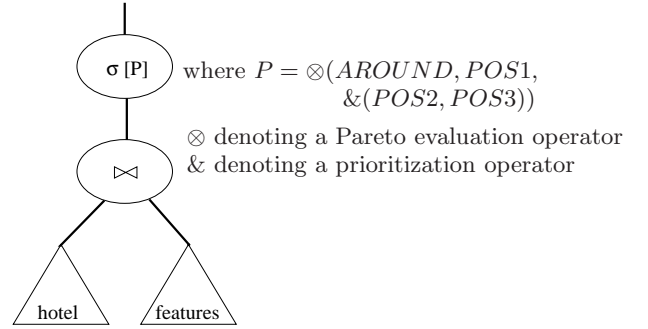 σ [P] where P = ⊗(AROUND, POS1,
&(POS2, POS3))
⊗ denoting a Pareto evaluation operator
⋈ & denoting a prioritization operator
hotel features